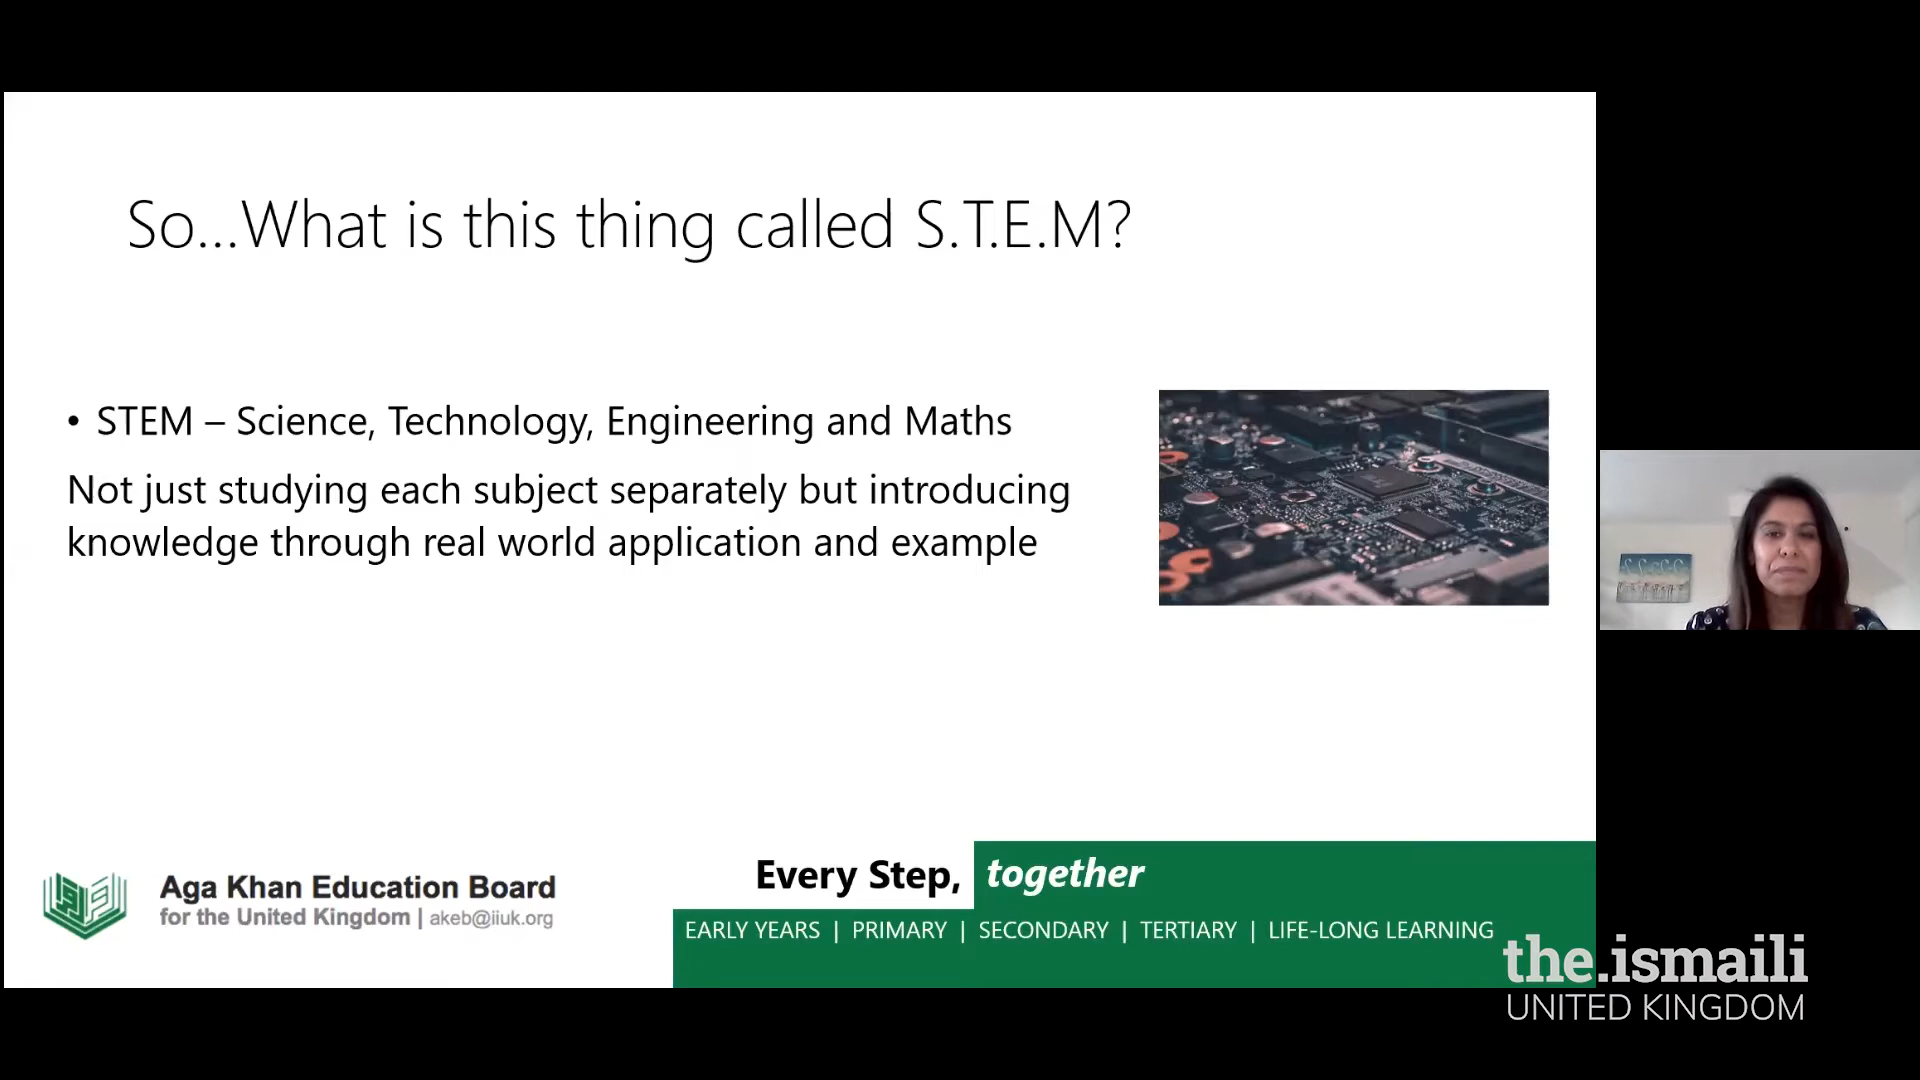 So...What is this thing called S.T.E.M?
• STEM – Science, Technology, Engineering and Maths
Not just studying each subject separately but introducing
knowledge through real world application and example
Aga Khan Education Board
for the United Kingdom | akeb@iiuk.org
Every Step, together
EARLY YEARS | PRIMARY | SECONDARY | TERTIARY | LIFE-LONG LEARNING
the.ismaili
UNITED KINGDOM